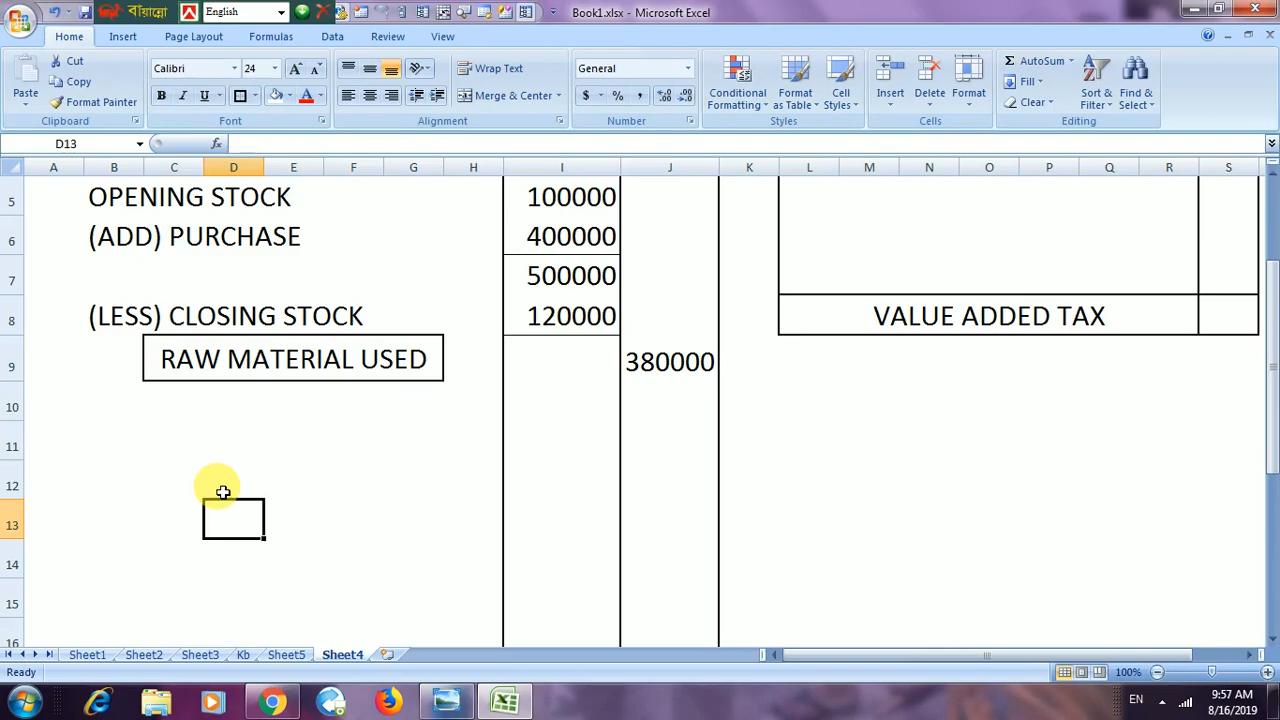 বায়ান্নো English Book1.xlsx - Microsoft Excel
Home Insert Page Layout Formulas Data Review View
Cut
Copy
Format Painter
Paste
Clipboard
Calibri 24
B I U
Font
Wrap Text
Merge & Center
Alignment
General
$ % ,
Number
Conditional Formatting
Format as Table
Cell Styles
Styles
Insert Delete Format
Cells
Σ AutoSum
Fill
Clear
Sort & Filter
Find & Select
Editing
D13 fx
A B C D E F G H I J K L M N O P Q R S
5 OPENING STOCK 100000
6 (ADD) PURCHASE 400000
7 500000
8 (LESS) CLOSING STOCK 120000 VALUE ADDED TAX
9 RAW MATERIAL USED 380000
10
11
12
13
14
15
16
Sheet1 Sheet2 Sheet3 Kb Sheet5 Sheet4
Ready 100%
EN 9:57 AM
8/16/2019